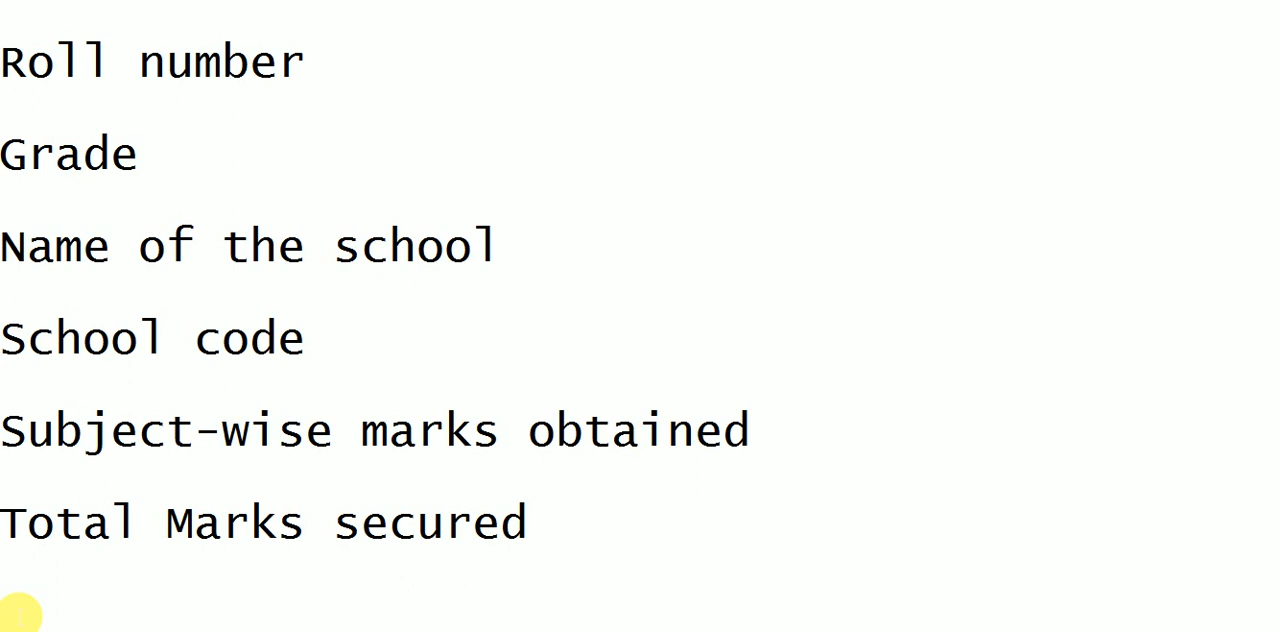 Roll number
Grade
Name of the school
School code
Subject-wise marks obtained
Total Marks secured